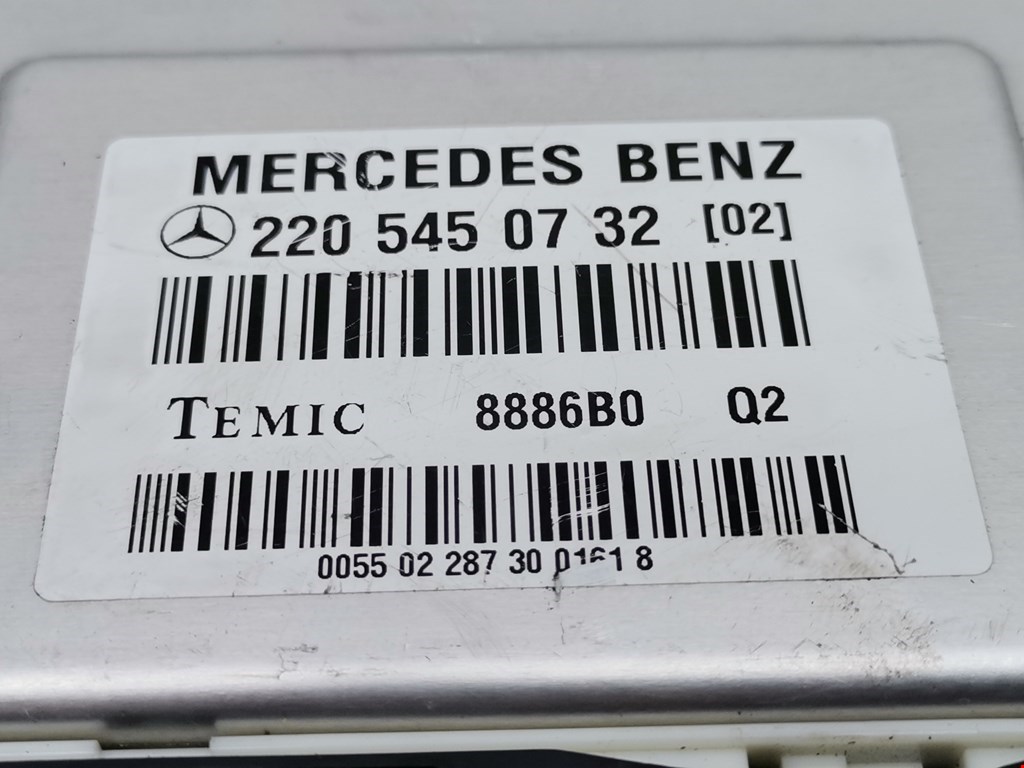 MERCEDES BENZ
220 545 07 32 [02]
TEMIC 8886B0 Q2
0055 02 287 30 0161 8